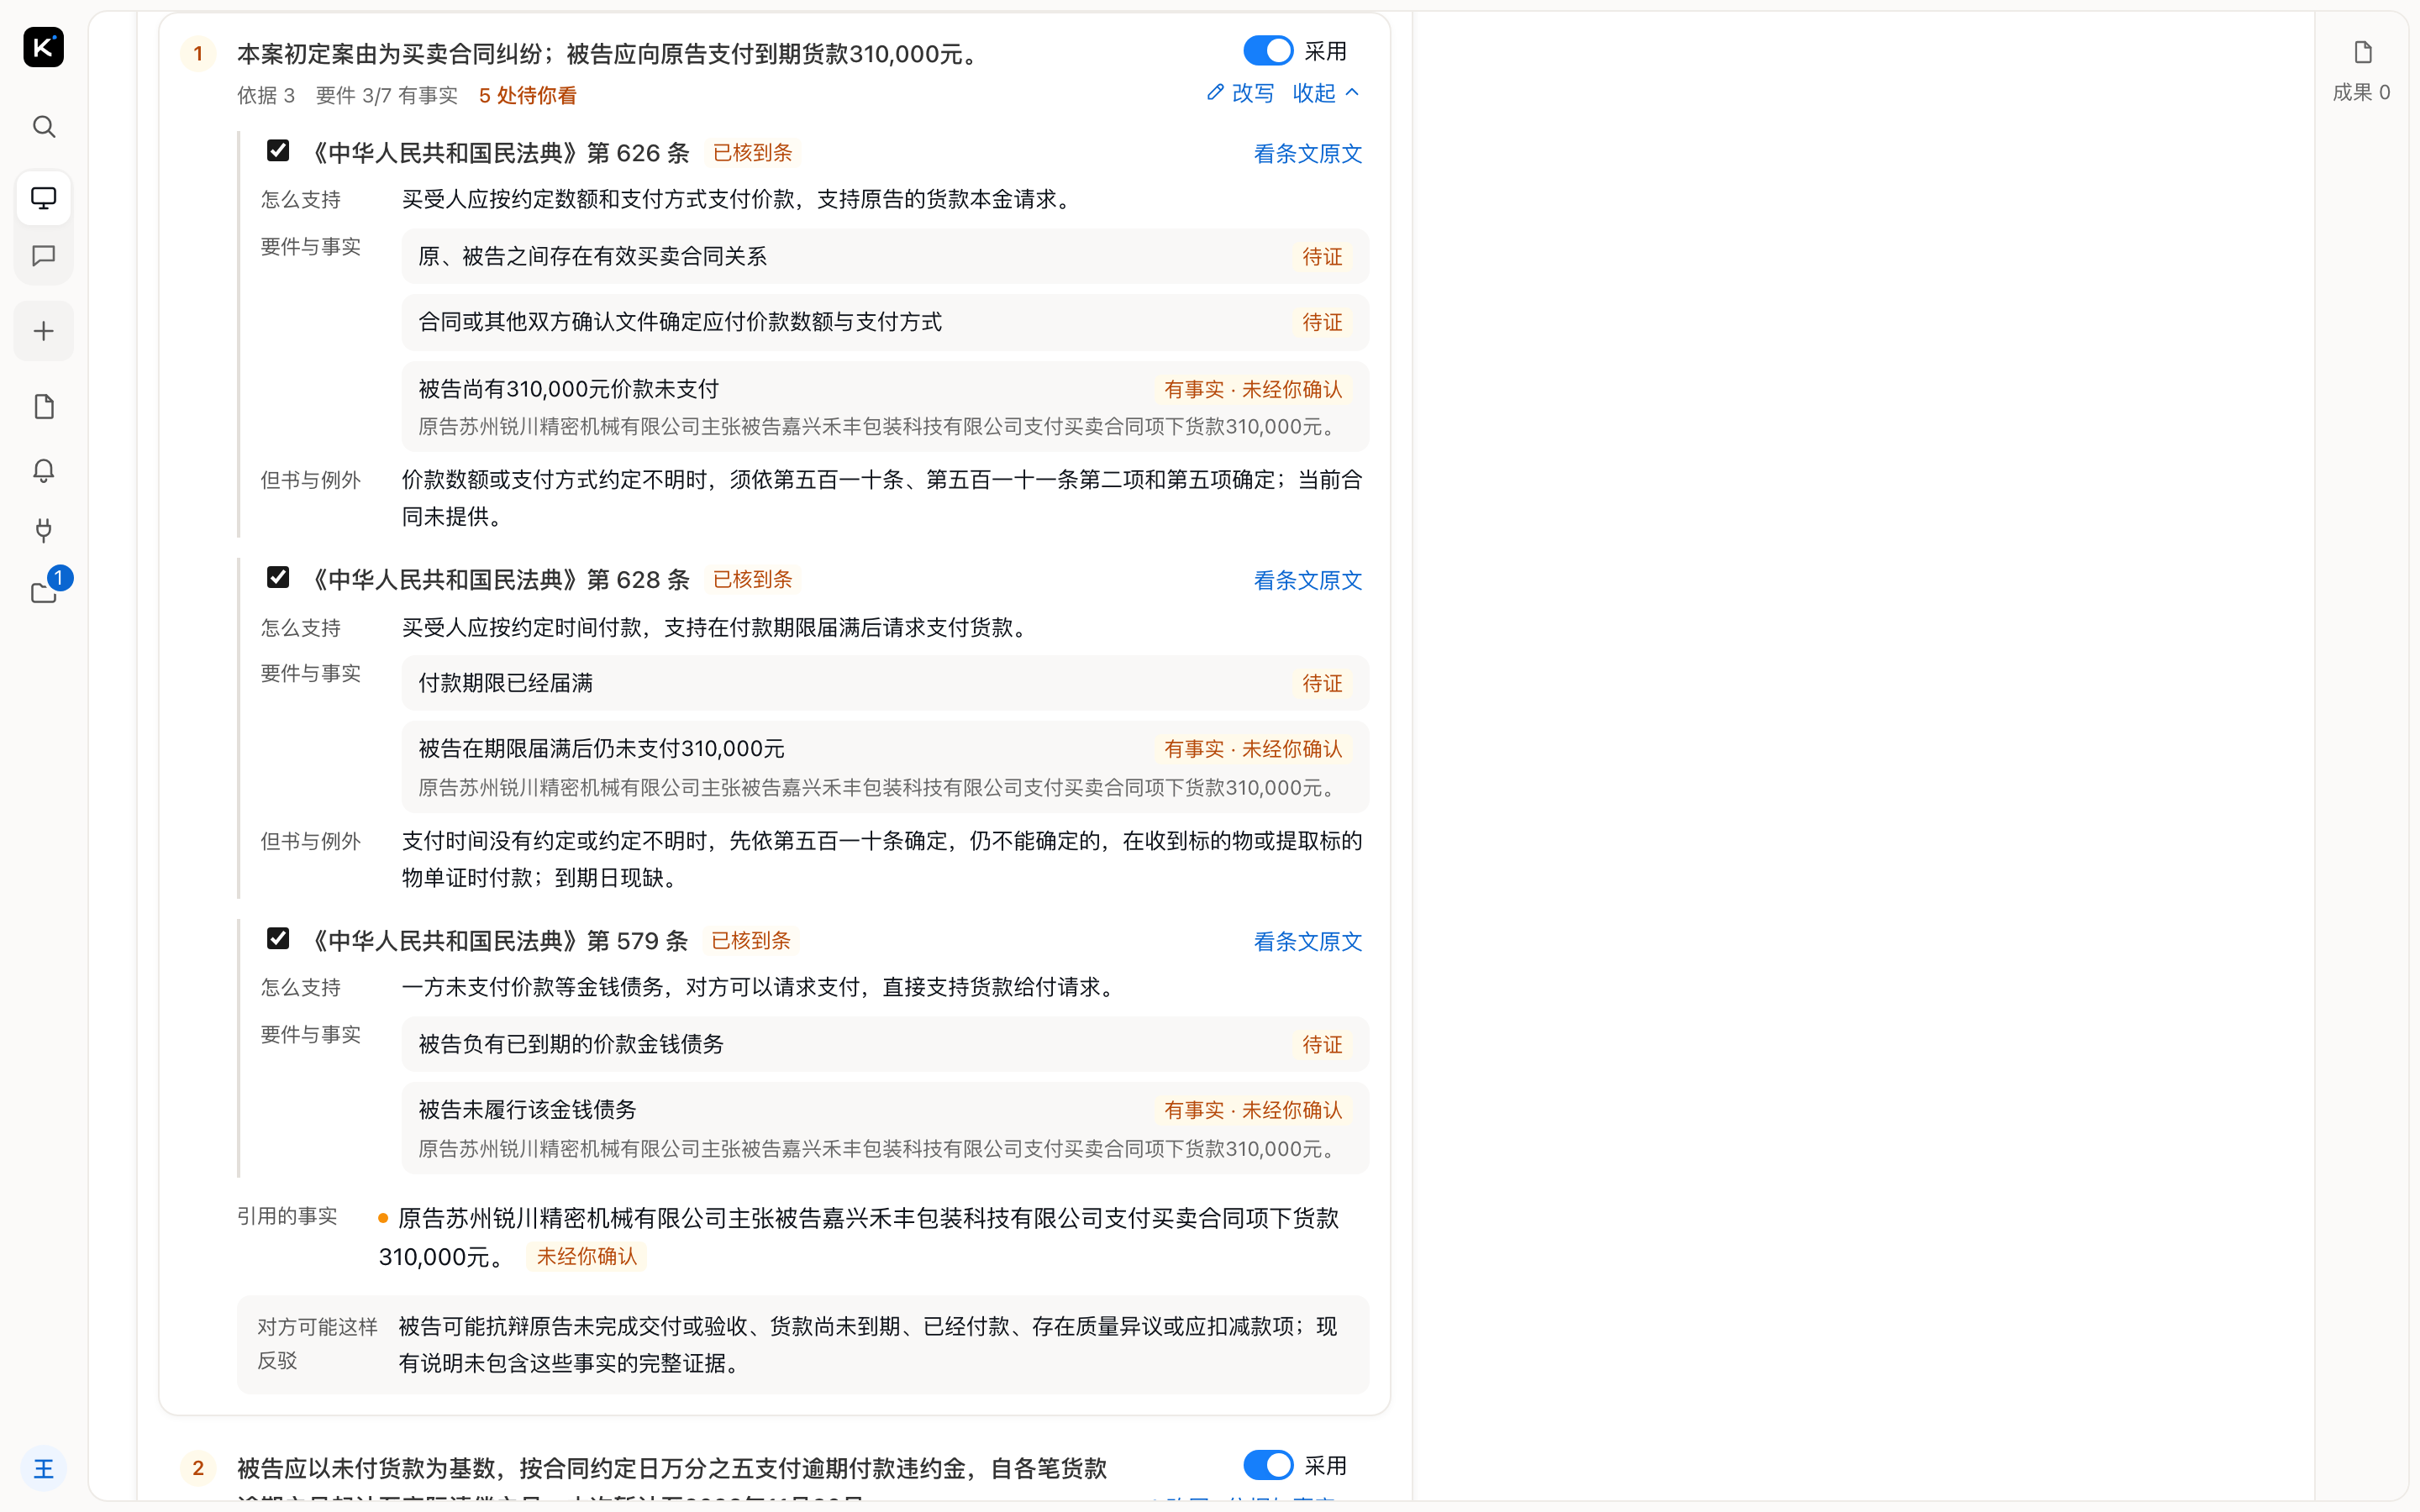 K
成果 0
1
本案初定案由为买卖合同纠纷；被告应向原告支付到期货款310,000元。
采用
依据 3 要件 3/7 有事实 5 处待你看
改写 收起
《中华人民共和国民法典》第 626 条 已核到条
看条文原文
怎么支持 买受人应按约定数额和支付方式支付价款，支持原告的货款本金请求。
要件与事实 原、被告之间存在有效买卖合同关系 待证
合同或其他双方确认文件确定应付价款数额与支付方式 待证
被告尚有310,000元价款未支付 有事实 · 未经你确认
原告苏州锐川精密机械有限公司主张被告嘉兴禾丰包装科技有限公司支付买卖合同项下货款310,000元。
但书与例外 价款数额或支付方式约定不明时，须依第五百一十条、第五百一十一条第二项和第五项确定；当前合
同未提供。
《中华人民共和国民法典》第 628 条 已核到条
看条文原文
怎么支持 买受人应按约定时间付款，支持在付款期限届满后请求支付货款。
要件与事实 付款期限已经届满 待证
被告在期限届满后仍未支付310,000元 有事实 · 未经你确认
原告苏州锐川精密机械有限公司主张被告嘉兴禾丰包装科技有限公司支付买卖合同项下货款310,000元。
但书与例外 支付时间没有约定或约定不明时，先依第五百一十条确定，仍不能确定的，在收到标的物或提取标的
物单证时付款；到期日现缺。
《中华人民共和国民法典》第 579 条 已核到条
看条文原文
怎么支持 一方未支付价款等金钱债务，对方可以请求支付，直接支持货款给付请求。
要件与事实 被告负有已到期的价款金钱债务 待证
被告未履行该金钱债务 有事实 · 未经你确认
原告苏州锐川精密机械有限公司主张被告嘉兴禾丰包装科技有限公司支付买卖合同项下货款310,000元。
引用的事实 原告苏州锐川精密机械有限公司主张被告嘉兴禾丰包装科技有限公司支付买卖合同项下货款
310,000元。 未经你确认
对方可能这样
反驳
被告可能抗辩原告未完成交付或验收、货款尚未到期、已经付款、存在质量异议或应扣减款项；现
有说明未包含这些事实的完整证据。
2
被告应以未付货款为基数，按合同约定日万分之五支付逾期付款违约金，自各笔货款
采用
1
王